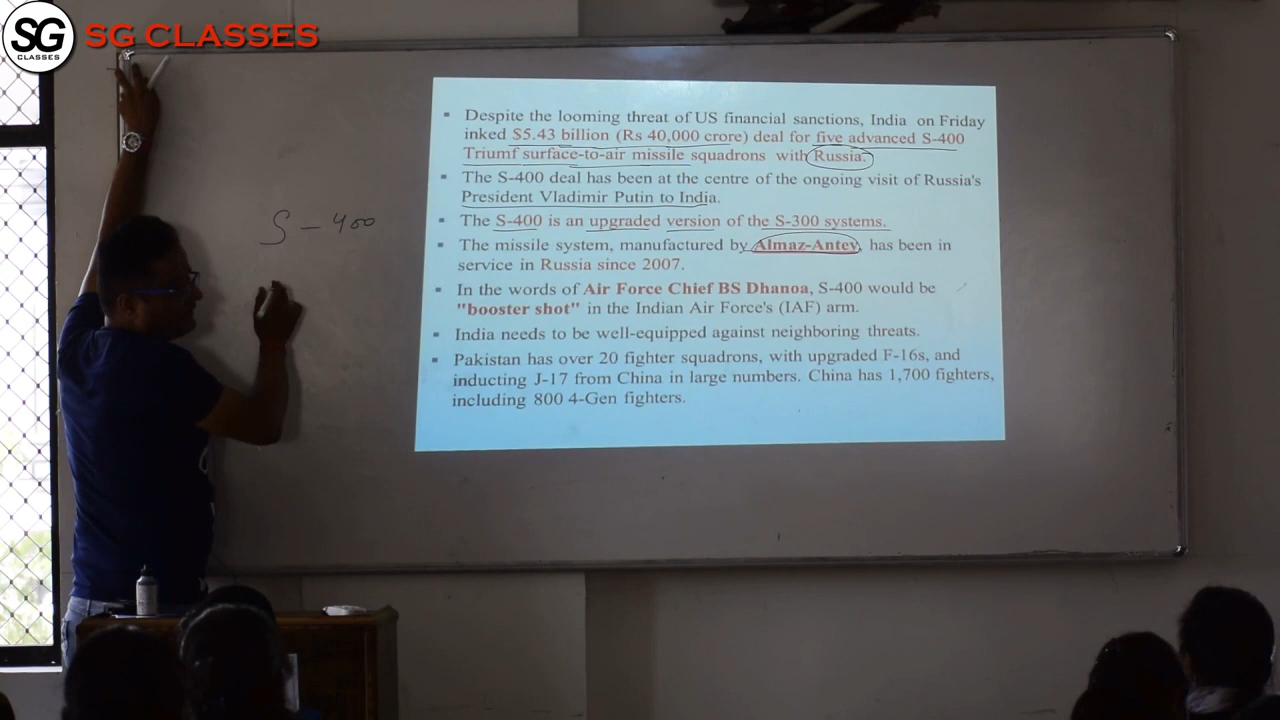 SG CLASSES
SG
CLASSES
S-400
Despite the looming threat of US financial sanctions, India on Friday
inked $5.43 billion (Rs 40,000 crore) deal for five advanced S-400
Triumf surface-to-air missile squadrons with Russia.
The S-400 deal has been at the centre of the ongoing visit of Russia's
President Vladimir Putin to India.
The S-400 is an upgraded version of the S-300 systems.
The missile system, manufactured by Almaz-Antey, has been in
service in Russia since 2007.
In the words of Air Force Chief BS Dhanoa, S-400 would be
"booster shot" in the Indian Air Force's (IAF) arm.
India needs to be well-equipped against neighboring threats.
Pakistan has over 20 fighter squadrons, with upgraded F-16s, and
inducting J-17 from China in large numbers. China has 1,700 fighters,
including 800 4-Gen fighters.